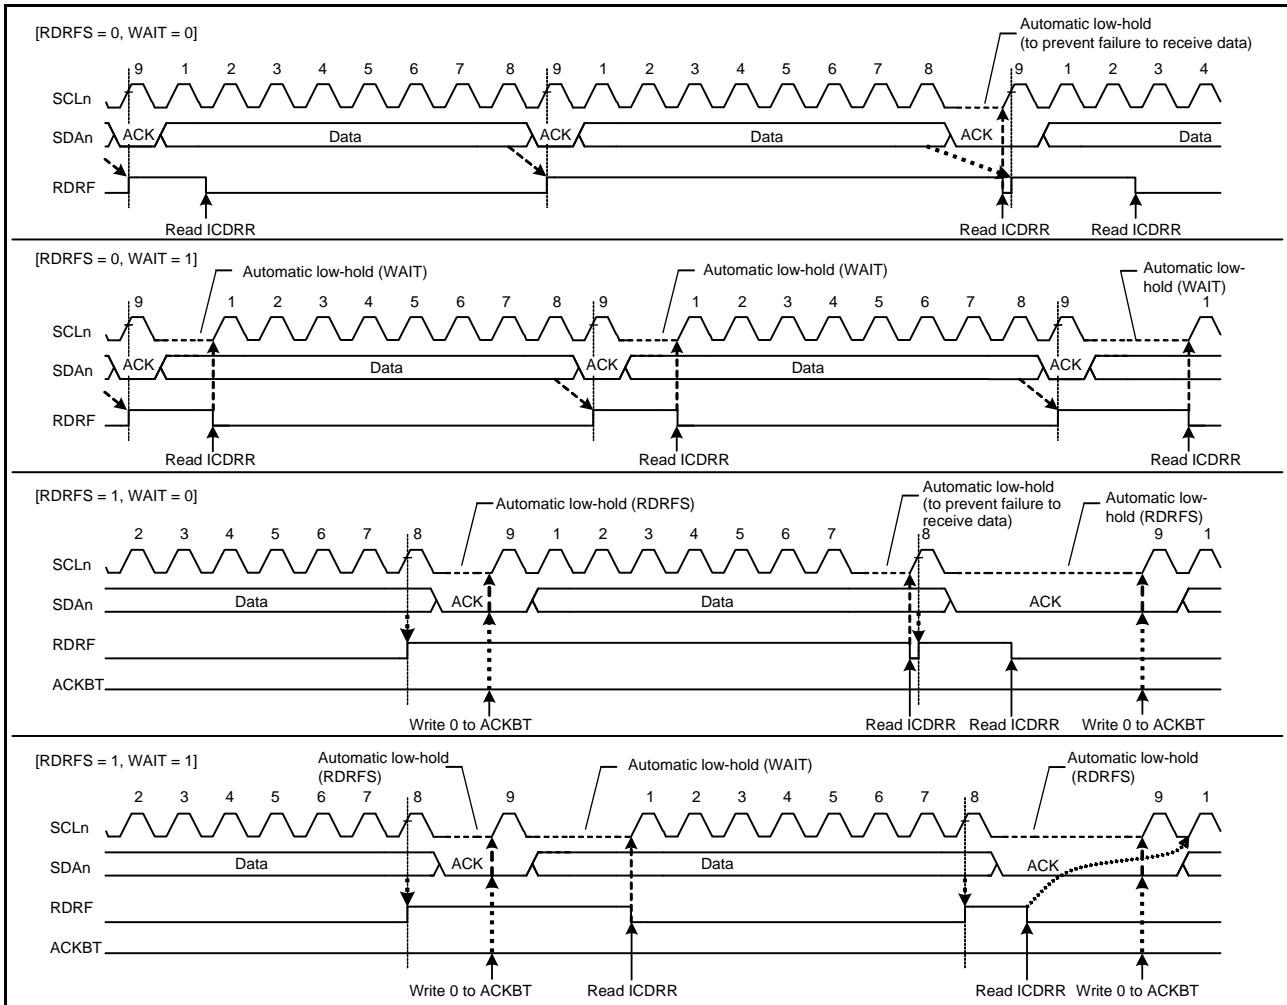 [RDRFS = 0, WAIT = 0]
Automatic low-hold
(to prevent failure to receive data)
9 1 2 3 4 5 6 7 8 9 1 2 3 4 5 6 7 8 9 1 2 3 4
SCLn
SDAn ACK Data ACK Data ACK Data
RDRF
Read ICDRR Read ICDRR Read ICDRR
[RDRFS = 0, WAIT = 1]
Automatic low-hold (WAIT) Automatic low-hold (WAIT) Automatic low-
hold (WAIT)
9 1 2 3 4 5 6 7 8 9 1 2 3 4 5 6 7 8 9 1
SCLn
SDAn ACK Data ACK Data ACK
RDRF
Read ICDRR Read ICDRR Read ICDRR
[RDRFS = 1, WAIT = 0]
Automatic low-hold (RDRFS)
Automatic low-hold
(to prevent failure to
receive data)
Automatic low-
hold (RDRFS)
2 3 4 5 6 7 8 9 1 2 3 4 5 6 7 8 9 1
SCLn
SDAn Data ACK Data ACK
RDRF
ACKBT
Write 0 to ACKBT Read ICDRR Read ICDRR Write 0 to ACKBT
[RDRFS = 1, WAIT = 1]
Automatic low-hold
(RDRFS)
Automatic low-hold (WAIT)
Automatic low-hold
(RDRFS)
2 3 4 5 6 7 8 9 1 2 3 4 5 6 7 8 9 1
SCLn
SDAn Data ACK Data ACK
RDRF
ACKBT
Write 0 to ACKBT Read ICDRR Read ICDRR Write 0 to ACKBT